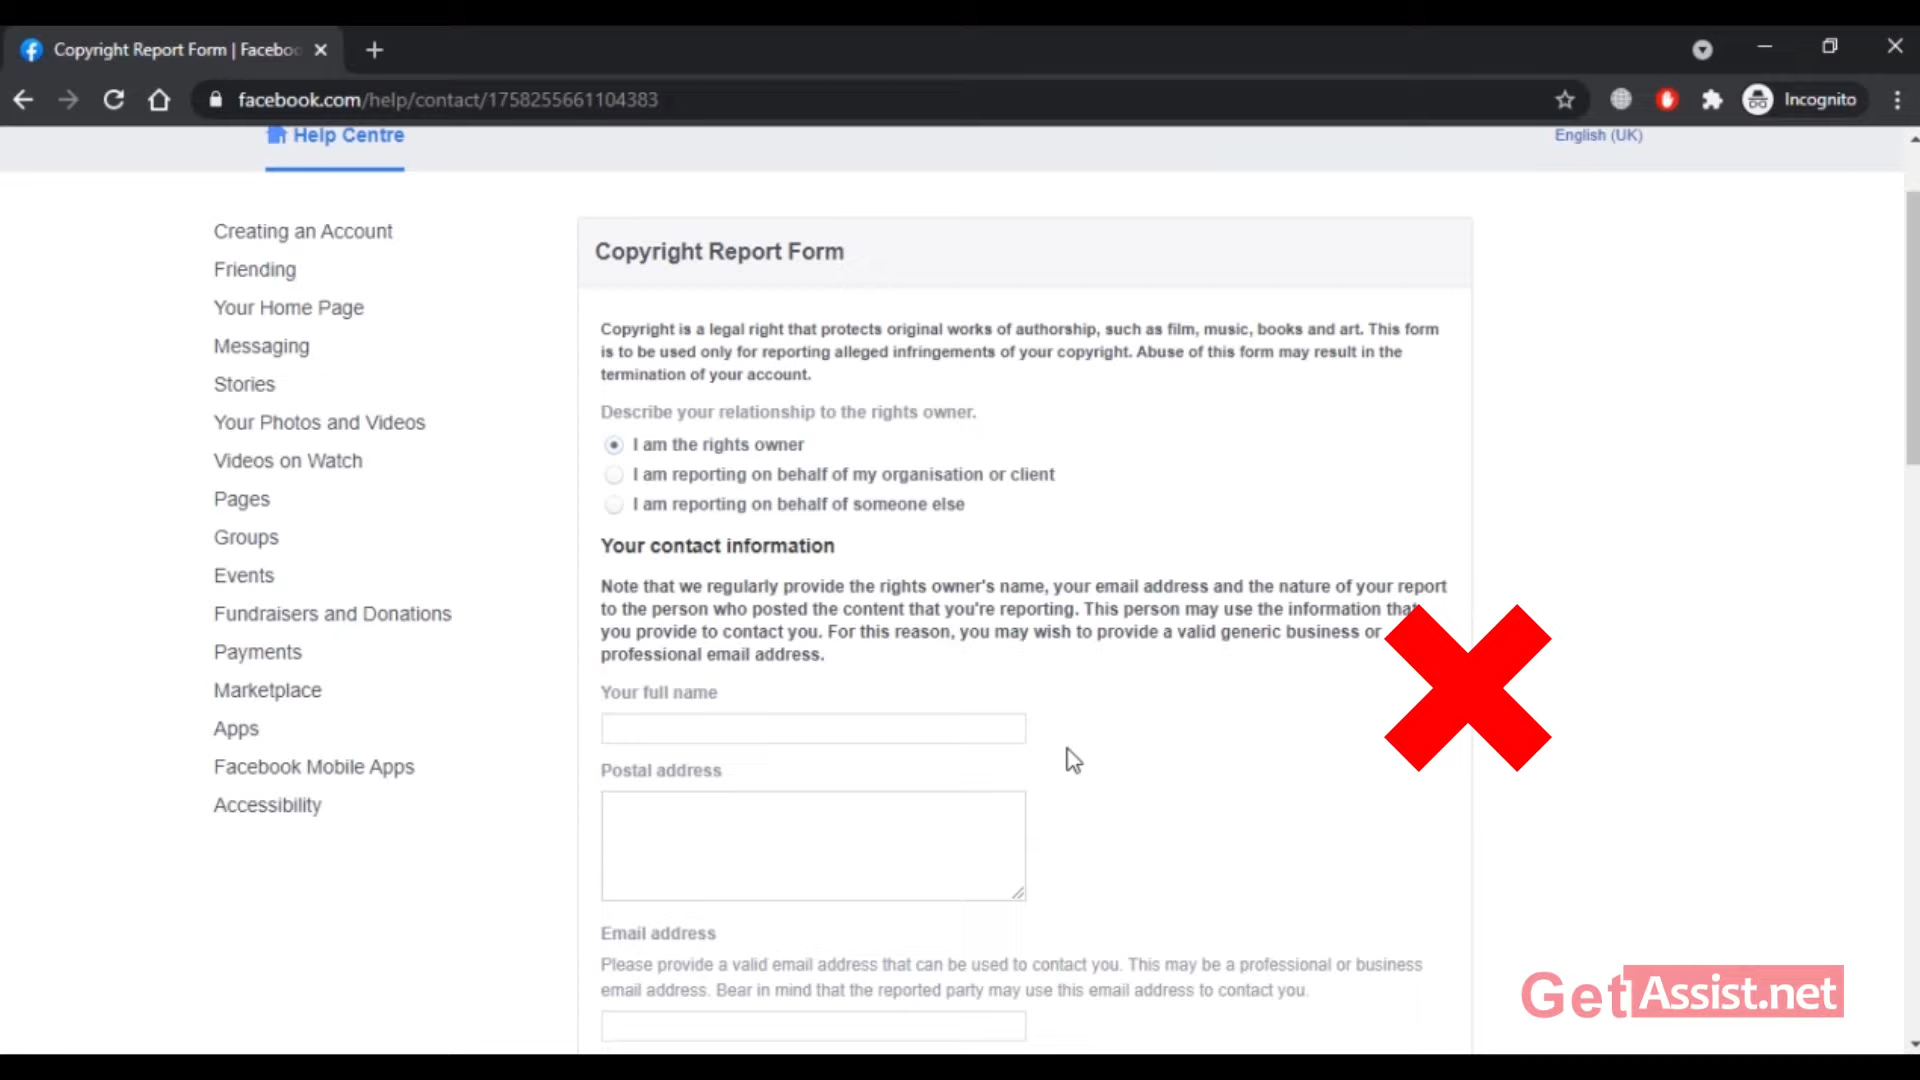 Copyright Report Form | Facebo
facebook.com/help/contact/1758255661104383
Incognito
Help Centre
English (UK)
Creating an Account
Friending
Your Home Page
Messaging
Stories
Your Photos and Videos
Videos on Watch
Pages
Groups
Events
Fundraisers and Donations
Payments
Marketplace
Apps
Facebook Mobile Apps
Accessibility
Copyright Report Form
Copyright is a legal right that protects original works of authorship, such as film, music, books and art. This form
is to be used only for reporting alleged infringements of your copyright. Abuse of this form may result in the
termination of your account.
Describe your relationship to the rights owner.
I am the rights owner
I am reporting on behalf of my organisation or client
I am reporting on behalf of someone else
Your contact information
Note that we regularly provide the rights owner's name, your email address and the nature of your report
to the person who posted the content that you're reporting. This person may use the information that
you provide to contact you. For this reason, you may wish to provide a valid generic business or
professional email address.
Your full name
Postal address
Email address
Please provide a valid email address that can be used to contact you. This may be a professional or business
email address. Bear in mind that the reported party may use this email address to contact you.
GetAssist.net